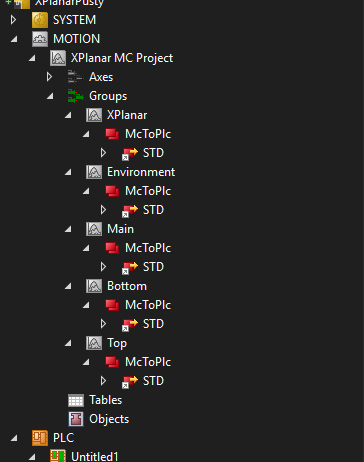 XPlanarPusty
SYSTEM
MOTION
XPlanar MC Project
Axes
Groups
XPlanar
McToPlc
STD
Environment
McToPlc
STD
Main
McToPlc
STD
Bottom
McToPlc
STD
Top
McToPlc
STD
Tables
Objects
PLC
Untitled1